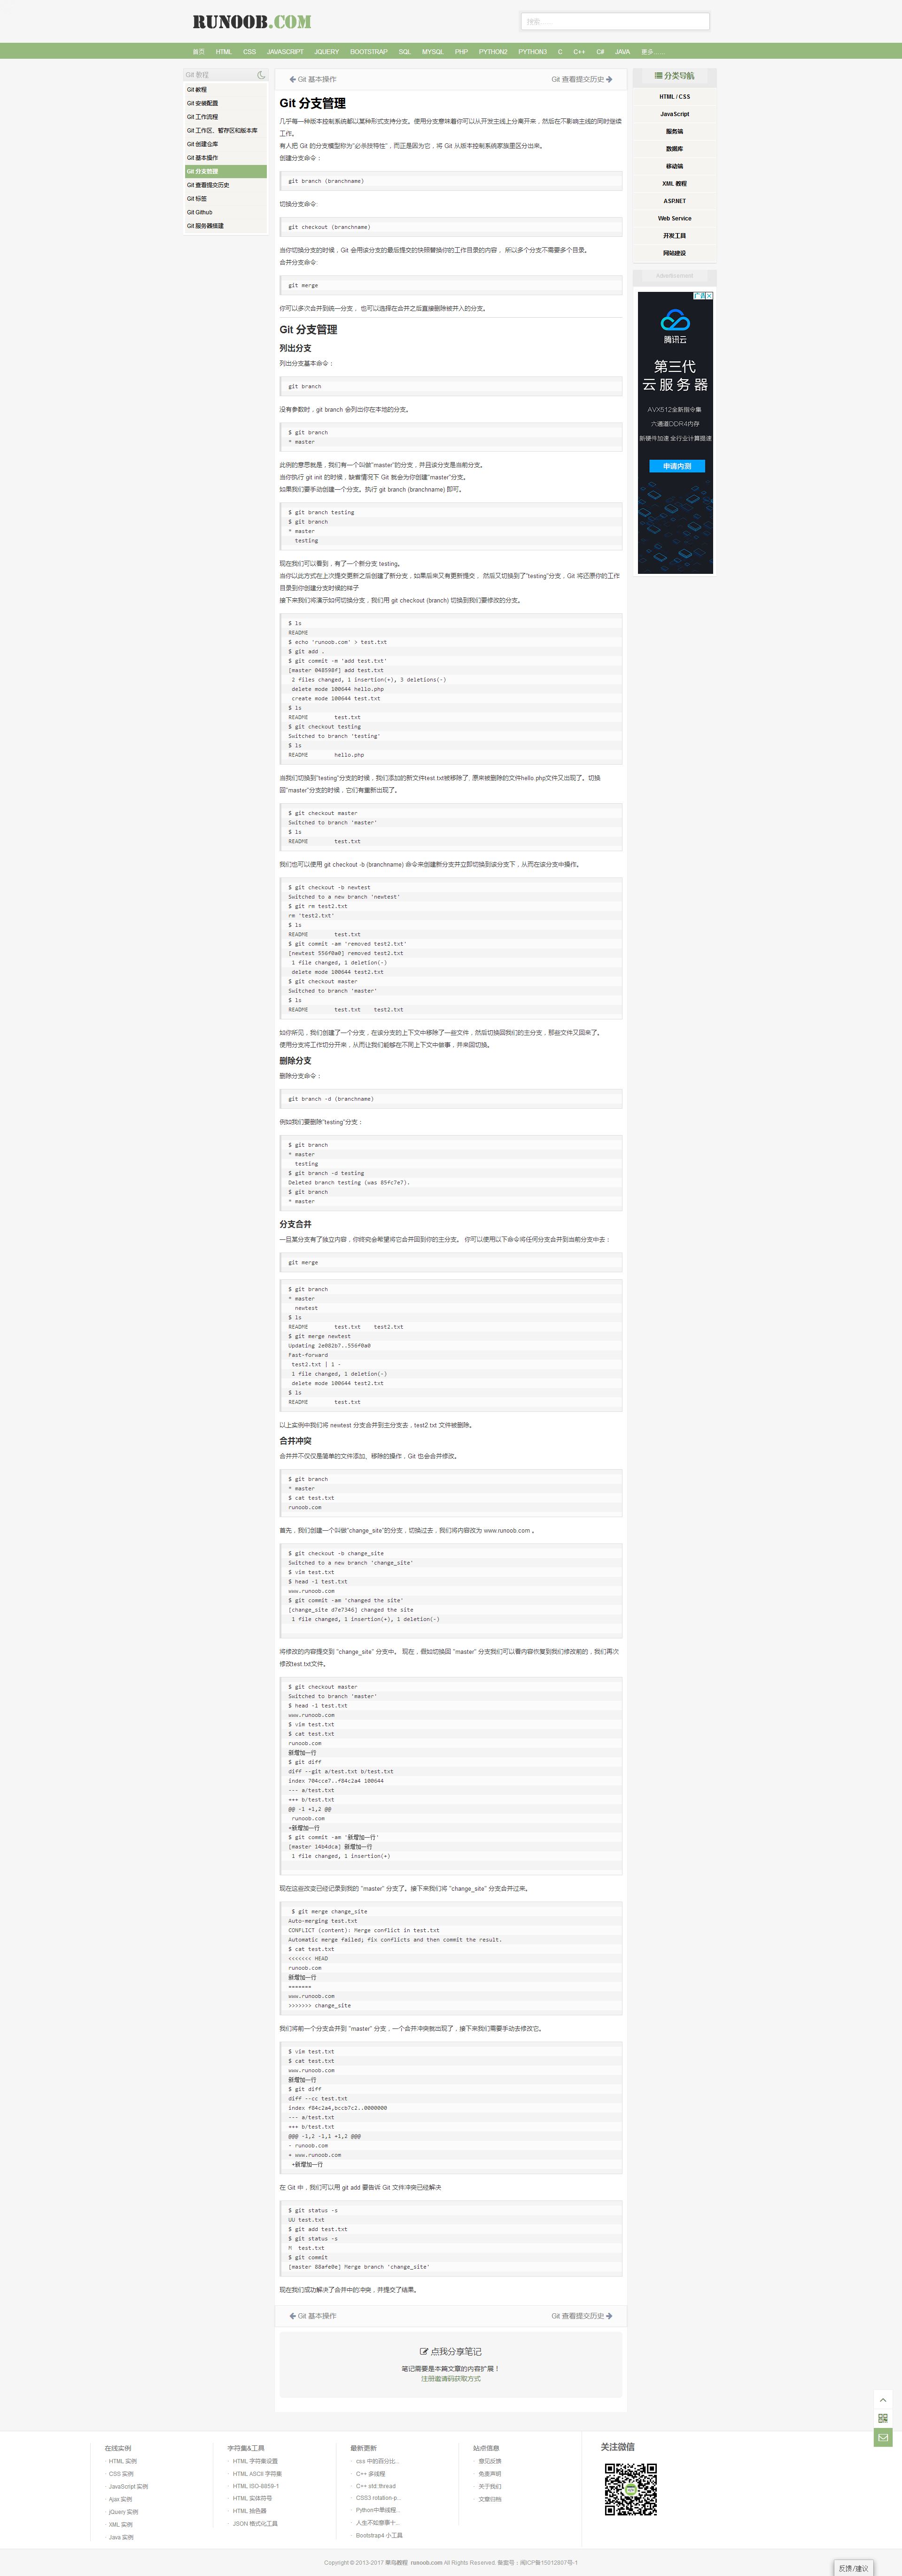 RUNOOB.COM
搜索……
首页 HTML CSS JAVASCRIPT JQUERY BOOTSTRAP SQL MYSQL PHP PYTHON2 PYTHON3 C C++ C# JAVA 更多……
Git 教程
Git 教程
Git 安装配置
Git 工作流程
Git 工作区、暂存区和版本库
Git 创建仓库
Git 基本操作
Git 分支管理
Git 查看提交历史
Git 标签
Git Github
Git 服务器搭建
Git 基本操作
Git 查看提交历史
Git 分支管理
几乎每一种版本控制系统都以某种形式支持分支。使用分支意味着你可以从开发主线上分离开来，然后在不影响主线的同时继续
工作。
有人把 Git 的分支模型称为"必杀技特性"，而正是因为它，将 Git 从版本控制系统家族里区分出来。
创建分支命令：
git branch (branchname)
切换分支命令:
git checkout (branchname)
当你切换分支的时候，Git 会用该分支的最后提交的快照替换你的工作目录的内容， 所以多个分支不需要多个目录。
合并分支命令:
git merge
你可以多次合并到统一分支， 也可以选择在合并之后直接删除被并入的分支。
Git 分支管理
列出分支
列出分支基本命令：
git branch
没有参数时，git branch 会列出你在本地的分支。
$ git branch
* master
此例的意思就是，我们有一个叫做"master"的分支，并且该分支是当前分支。
当你执行 git init 的时候，缺省情况下 Git 就会为你创建"master"分支。
如果我们要手动创建一个分支。执行 git branch (branchname) 即可。
$ git branch testing
$ git branch
* master
testing
现在我们可以看到，有了一个新分支 testing。
当你以此方式在上次提交更新之后创建了新分支，如果后来又有更新提交， 然后又切换到了"testing"分支，Git 将还原你的工作
目录到你创建分支时候的样子
接下来我们将演示如何切换分支，我们用 git checkout (branch) 切换到我们要修改的分支。
$ ls
README
$ echo 'runoob.com' > test.txt
$ git add .
$ git commit -m 'add test.txt'
[master 048598f] add test.txt
2 files changed, 1 insertion(+), 3 deletions(-)
delete mode 100644 hello.php
create mode 100644 test.txt
$ ls
README test.txt
$ git checkout testing
Switched to branch 'testing'
$ ls
README hello.php
当我们切换到"testing"分支的时候，我们添加的新文件test.txt被移除了, 原来被删除的文件hello.php文件又出现了。切换
回"master"分支的时候，它们有重新出现了。
$ git checkout master
Switched to branch 'master'
$ ls
README test.txt
我们也可以使用 git checkout -b (branchname) 命令来创建新分支并立即切换到该分支下，从而在该分支中操作。
$ git checkout -b newtest
Switched to a new branch 'newtest'
$ git rm test2.txt
rm 'test2.txt'
$ ls
README test.txt
$ git commit -am 'removed test2.txt'
[newtest 556f0a0] removed test2.txt
1 file changed, 1 deletion(-)
delete mode 100644 test2.txt
$ git checkout master
Switched to branch 'master'
$ ls
README test.txt test2.txt
如你所见，我们创建了一个分支，在该分支的上下文中移除了一些文件，然后切换回我们的主分支，那些文件又回来了。
使用分支将工作切分开来，从而让我们能够在不同上下文中做事，并来回切换。
删除分支
删除分支命令：
git branch -d (branchname)
例如我们要删除"testing"分支：
$ git branch
* master
testing
$ git branch -d testing
Deleted branch testing (was 85fc7e7).
$ git branch
* master
分支合并
一旦某分支有了独立内容，你终究会希望将它合并回到你的主分支。 你可以使用以下命令将任何分支合并到当前分支中去：
git merge
$ git branch
* master
newtest
$ ls
README test.txt test2.txt
$ git merge newtest
Updating 2e082b7..556f0a0
Fast-forward
test2.txt | 1 -
1 file changed, 1 deletion(-)
delete mode 100644 test2.txt
$ ls
README test.txt
以上实例中我们将 newtest 分支合并到主分支去，test2.txt 文件被删除。
合并冲突
合并并不仅仅是简单的文件添加、移除的操作，Git 也会合并修改。
$ git branch
* master
$ cat test.txt
runoob.com
首先，我们创建一个叫做"change_site"的分支，切换过去，我们将内容改为 www.runoob.com 。
$ git checkout -b change_site
Switched to a new branch 'change_site'
$ vim test.txt
$ head -1 test.txt
www.runoob.com
$ git commit -am 'changed the site'
[change_site d7e7346] changed the site
1 file changed, 1 insertion(+), 1 deletion(-)
将修改的内容提交到 "change_site" 分支中。 现在，假如切换回 "master" 分支我们可以看内容恢复到我们修改前的，我们再次
修改test.txt文件。
$ git checkout master
Switched to branch 'master'
$ head -1 test.txt
www.runoob.com
$ vim test.txt
$ cat test.txt
runoob.com
新增加一行
$ git diff
diff --git a/test.txt b/test.txt
index 704cce7..f84c2a4 100644
--- a/test.txt
+++ b/test.txt
@@ -1 +1,2 @@
runoob.com
+新增加一行
$ git commit -am '新增加一行'
[master 14b4dca] 新增加一行
1 file changed, 1 insertion(+)
现在这些改变已经记录到我的 "master" 分支了。接下来我们将 "change_site" 分支合并过来。
$ git merge change_site
Auto-merging test.txt
CONFLICT (content): Merge conflict in test.txt
Automatic merge failed; fix conflicts and then commit the result.
$ cat test.txt
<<<<<<< HEAD
runoob.com
新增加一行
=======
www.runoob.com
>>>>>>> change_site
我们将前一个分支合并到 "master" 分支，一个合并冲突就出现了，接下来我们需要手动去修改它。
$ vim test.txt
$ cat test.txt
www.runoob.com
新增加一行
$ git diff
diff --cc test.txt
index f84c2a4,bccb7c2..0000000
--- a/test.txt
+++ b/test.txt
@@@ -1,2 -1,1 +1,2 @@@
- runoob.com
+ www.runoob.com
+新增加一行
在 Git 中，我们可以用 git add 要告诉 Git 文件冲突已经解决
$ git status -s
UU test.txt
$ git add test.txt
$ git status -s
M test.txt
$ git commit
[master 88afe0e] Merge branch 'change_site'
现在我们成功解决了合并中的冲突，并提交了结果。
Git 基本操作
Git 查看提交历史
点我分享笔记
笔记需要是本篇文章的内容扩展！
注册邀请码获取方式
分类导航
HTML / CSS
JavaScript
服务端
数据库
移动端
XML 教程
ASP.NET
Web Service
开发工具
网站建设
Advertisement
广告
腾讯云
第三代
云服务器
AVX512全新指令集
六通道DDR4内存
新硬件加速 全行业计算提速
申请内测
在线实例
HTML 实例
CSS 实例
JavaScript 实例
Ajax 实例
jQuery 实例
XML 实例
Java 实例
字符集&工具
HTML 字符集设置
HTML ASCII 字符集
HTML ISO-8859-1
HTML 实体符号
HTML 拾色器
JSON 格式化工具
最新更新
css 中的百分比...
C++ 多线程
C++ std::thread
CSS3 rotation-p...
Python中单线程...
人生不如意事十...
Bootstrap4 小工具
站点信息
意见反馈
免责声明
关于我们
文章归档
关注微信
Copyright © 2013-2017 菜鸟教程 runoob.com All Rights Reserved. 备案号：闽ICP备15012807号-1
反馈/建议